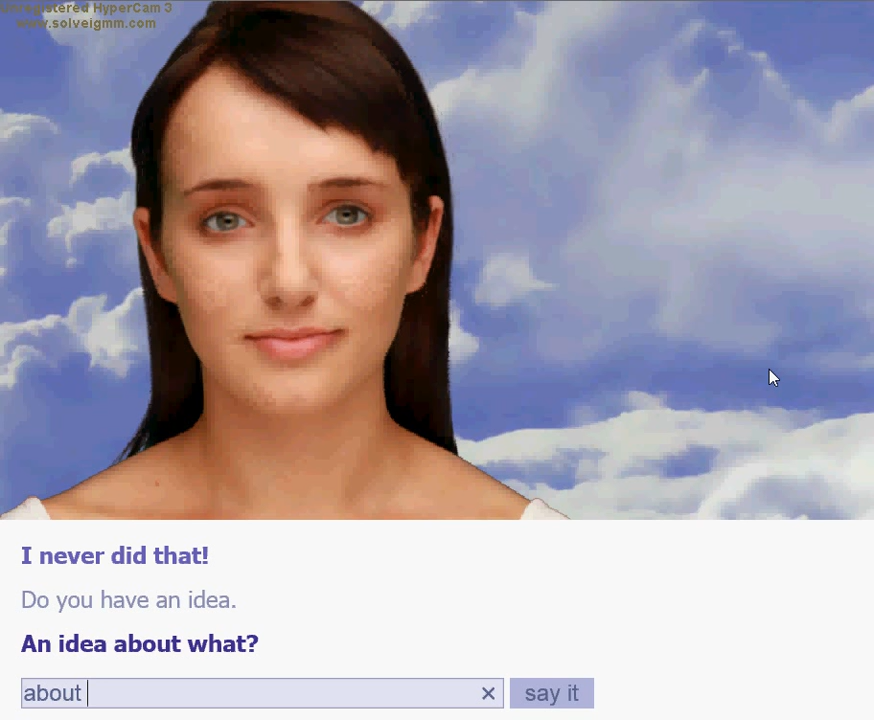 Unregistered HyperCam 3
www.solveigmm.com
I never did that!
Do you have an idea.
An idea about what?
about
say it